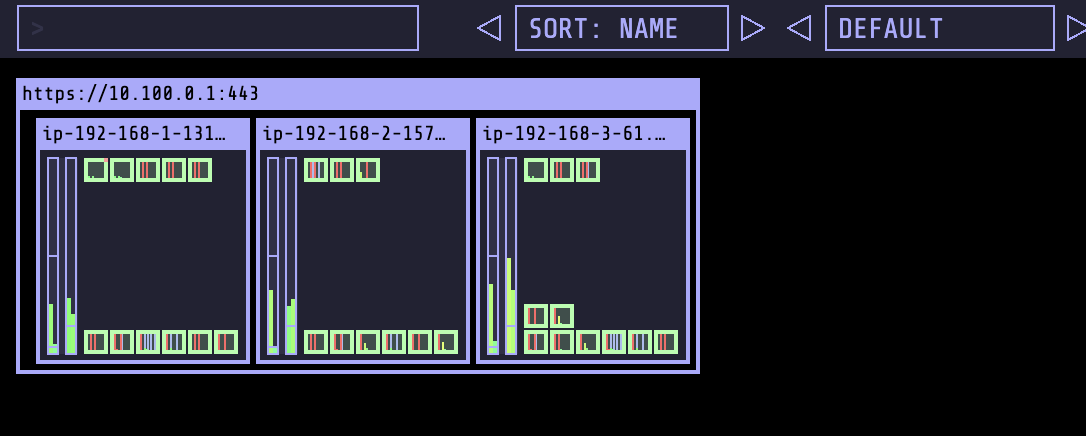 >
SORT: NAME
DEFAULT
https://10.100.0.1:443
ip-192-168-1-131…
ip-192-168-2-157…
ip-192-168-3-61.…